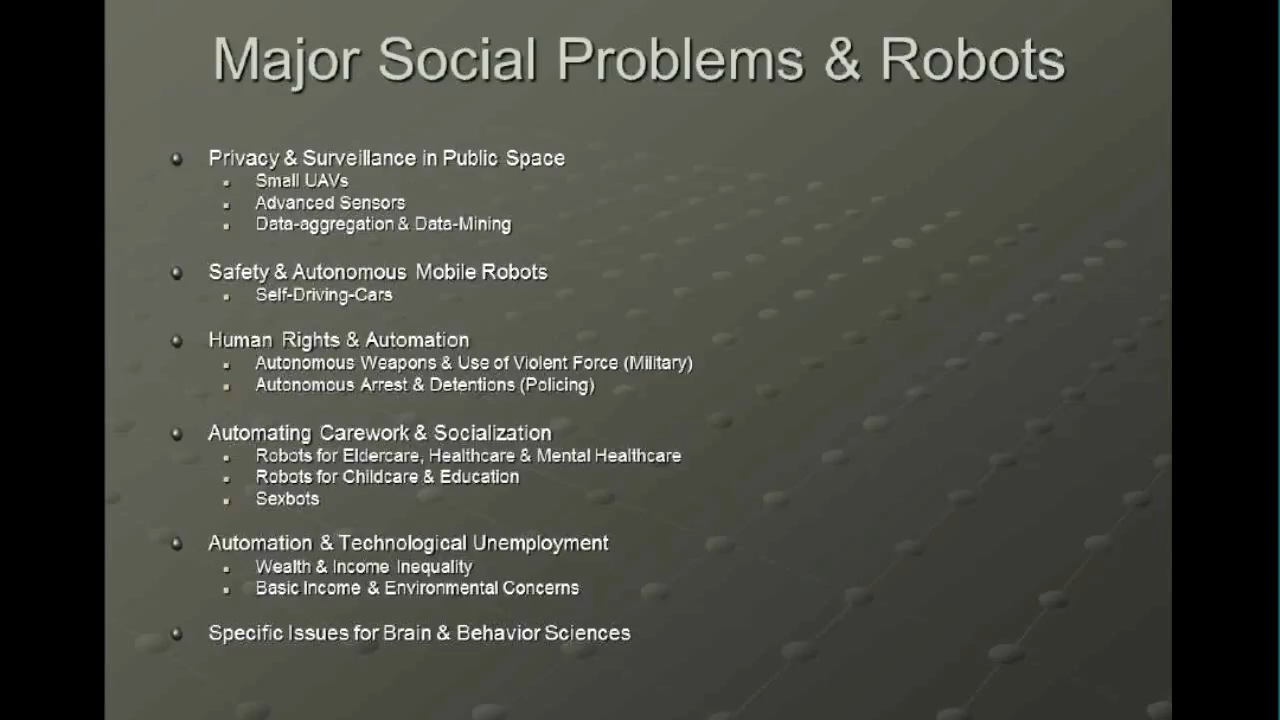 Major Social Problems & Robots
Privacy & Surveillance in Public Space
Small UAVs
Advanced Sensors
Data-aggregation & Data-Mining
Safety & Autonomous Mobile Robots
Self-Driving-Cars
Human Rights & Automation
Autonomous Weapons & Use of Violent Force (Military)
Autonomous Arrest & Detentions (Policing)
Automating Carework & Socialization
Robots for Eldercare, Healthcare & Mental Healthcare
Robots for Childcare & Education
Sexbots
Automation & Technological Unemployment
Wealth & Income Inequality
Basic Income & Environmental Concerns
Specific Issues for Brain & Behavior Sciences